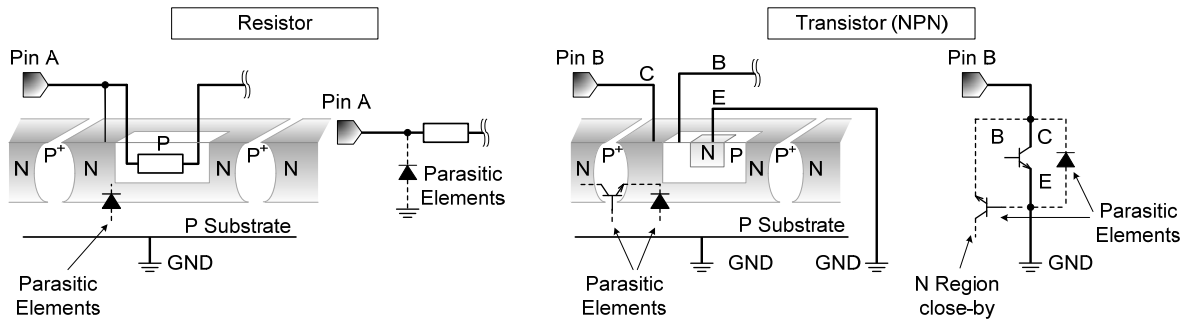 Resistor
Transistor (NPN)
Pin A
Pin B
C
B
E
Pin B
Pin A
N
P+
N
P
P+
N
Parasitic
Elements
N
P+
N
N
P
P+
N
B
C
E
P Substrate
GND
Parasitic
Elements
P Substrate
GND
GND
Parasitic
Elements
Parasitic
Elements
GND
N Region
close-by